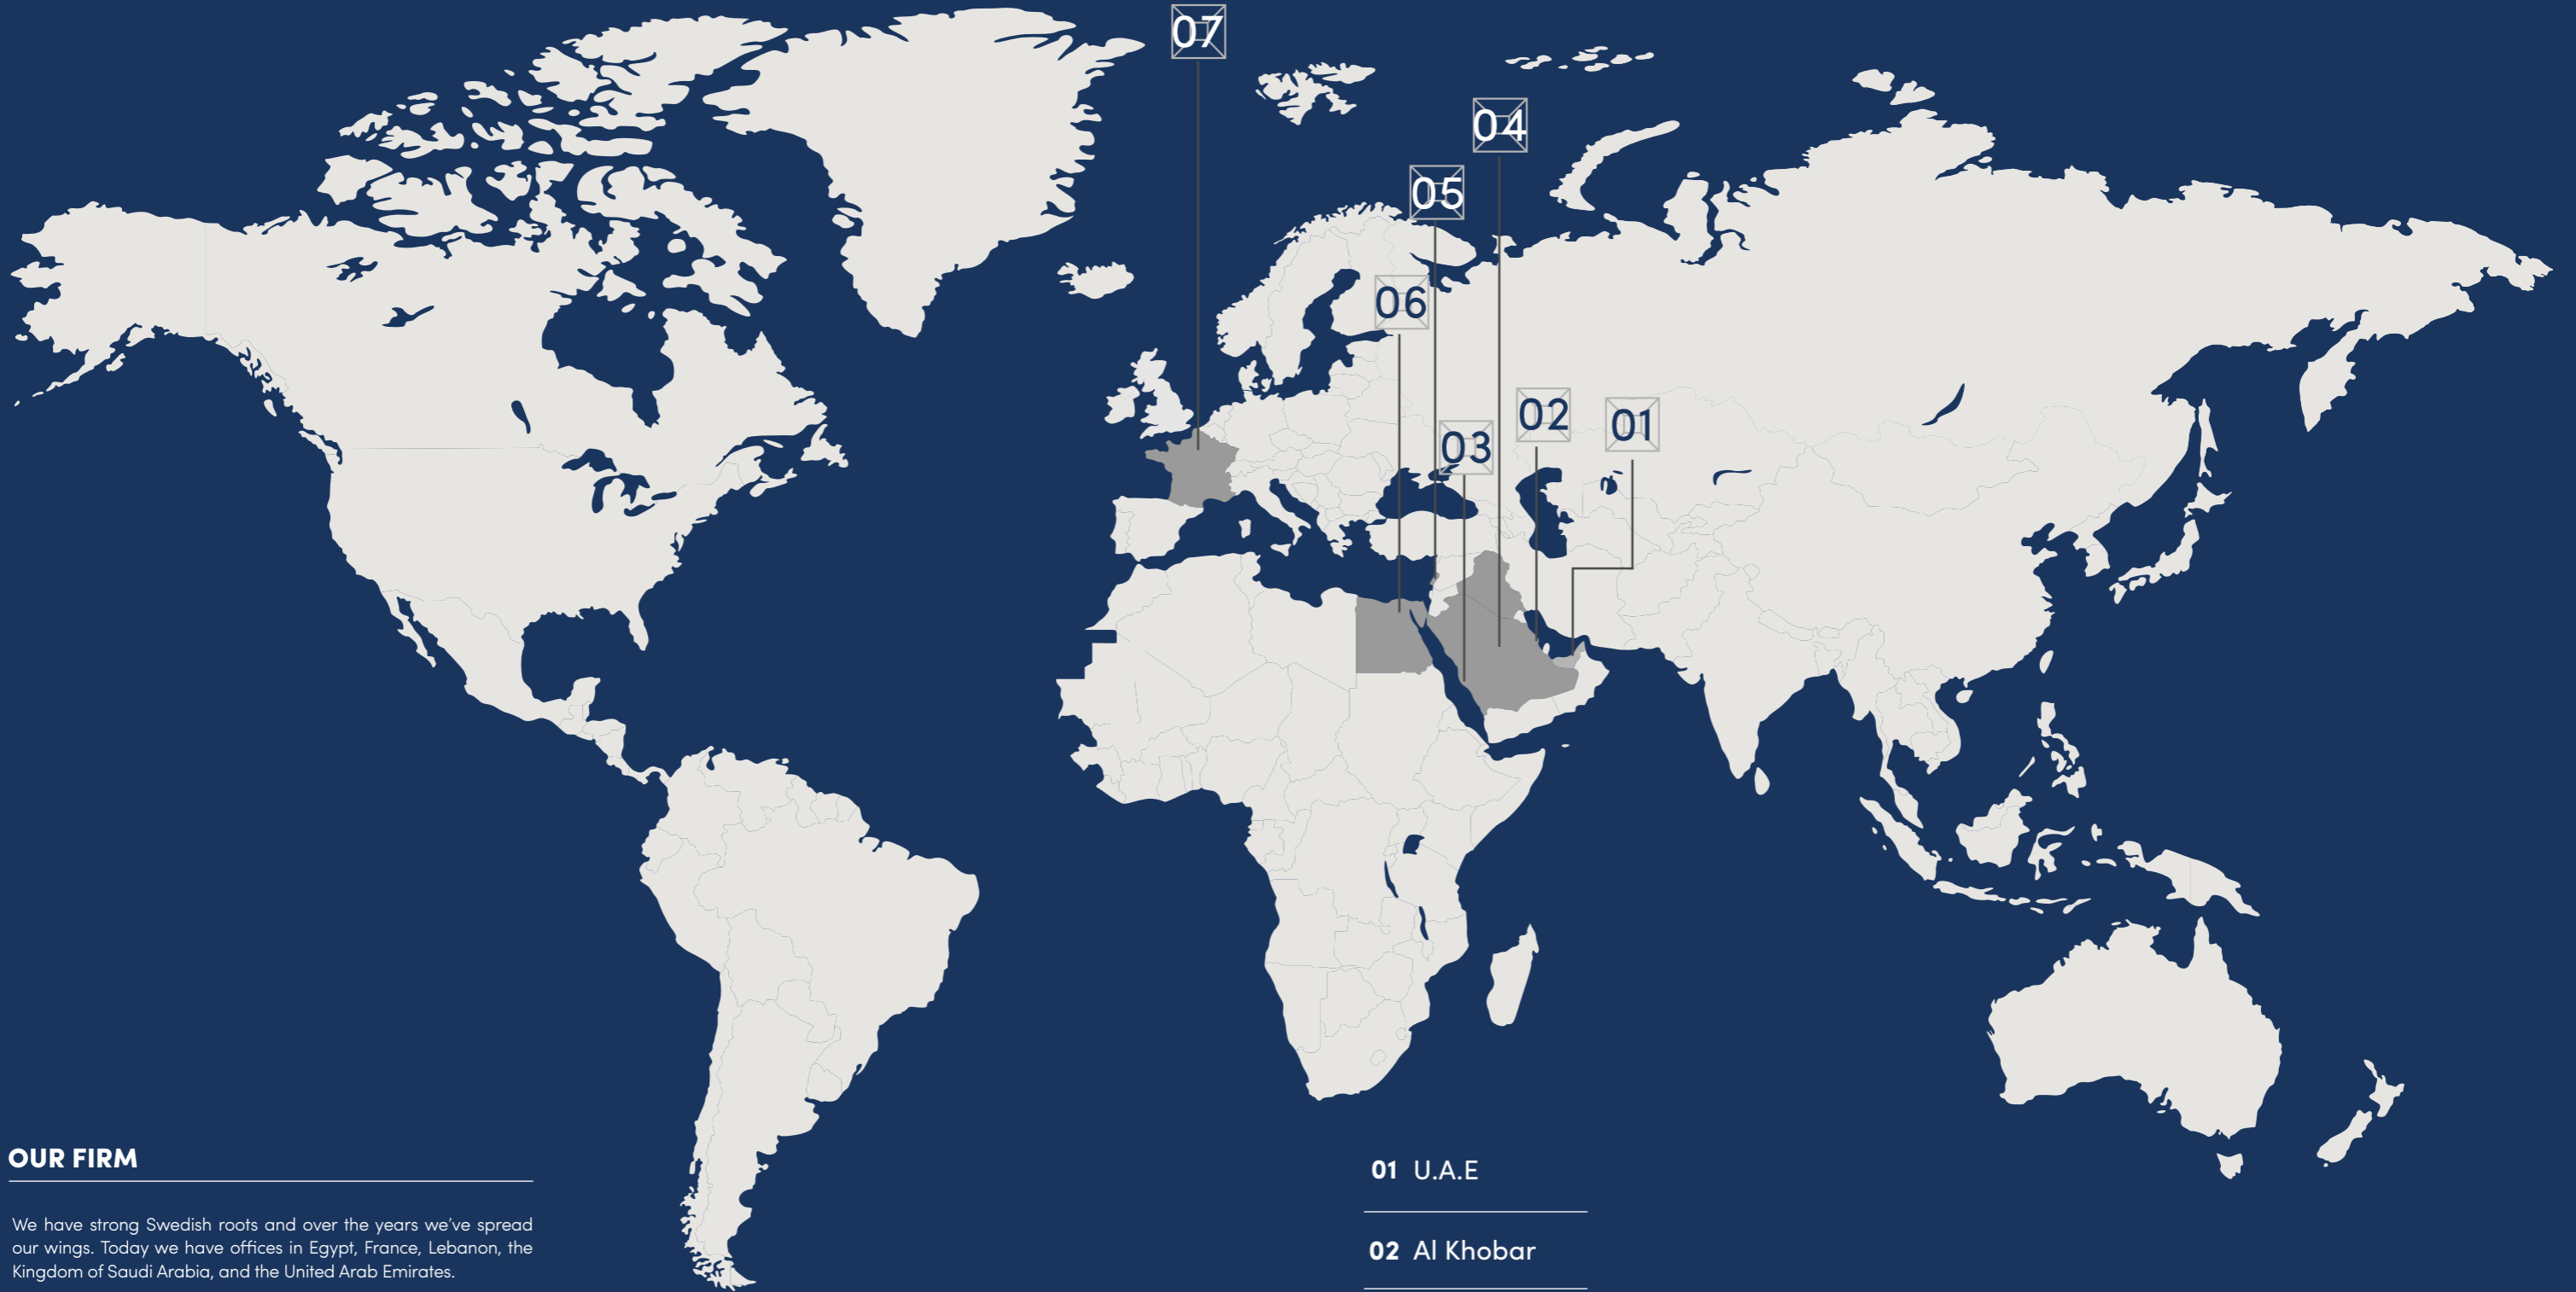 07
04
05
06
02
01
03
OUR FIRM
We have strong Swedish roots and over the years we've spread
our wings. Today we have offices in Egypt, France, Lebanon, the
Kingdom of Saudi Arabia, and the United Arab Emirates.
01 U.A.E
02 Al Khobar